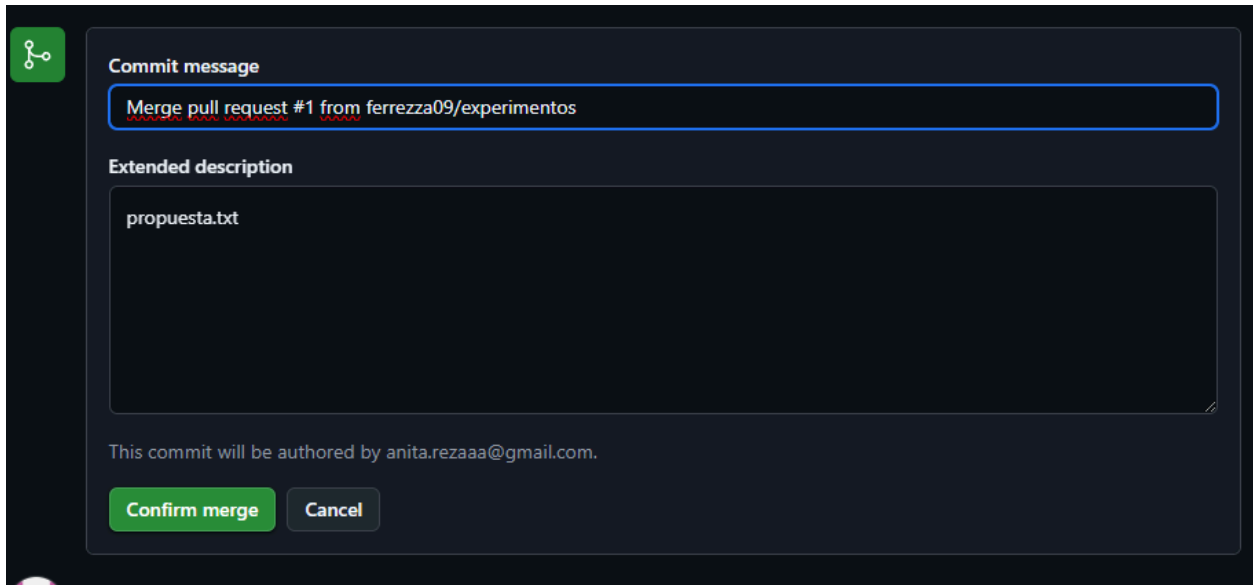 Commit message
Merge pull request #1 from ferrezza09/experimentos
Extended description
propuesta.txt
This commit will be authored by anita.rezaaa@gmail.com.
Confirm merge
Cancel